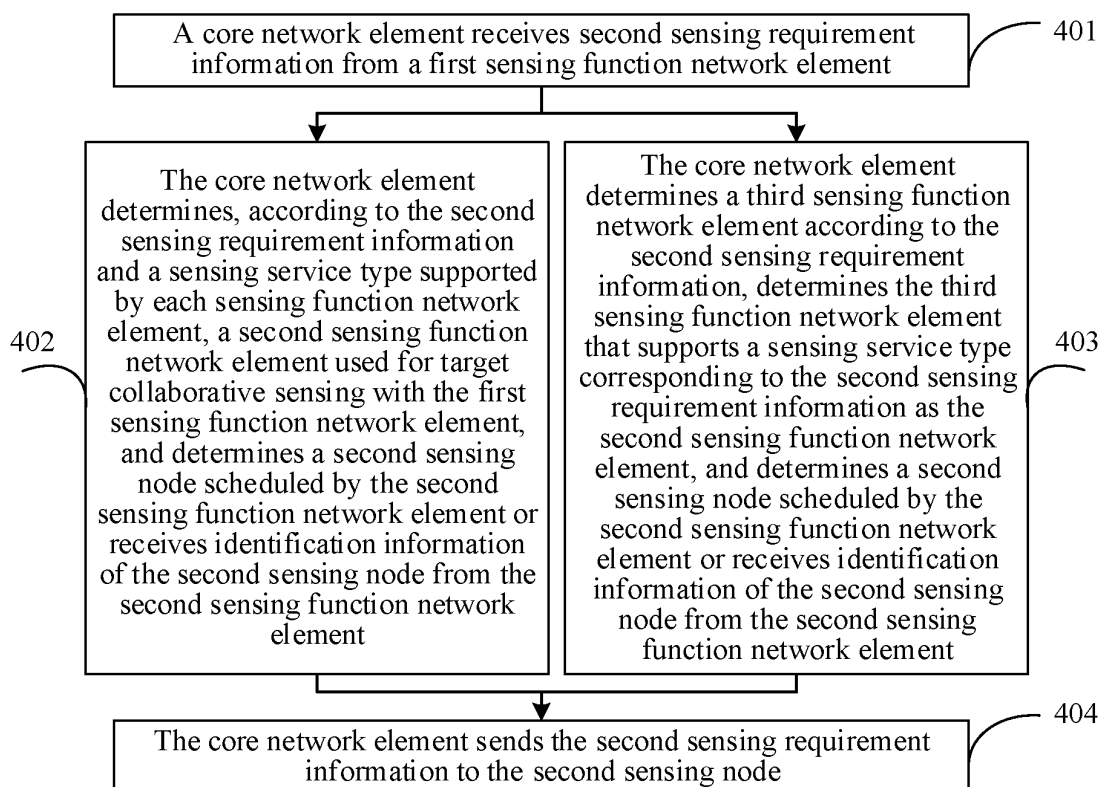 A core network element receives second sensing requirement
information from a first sensing function network element
401
The core network element
determines, according to the second
sensing requirement information
and a sensing service type supported
by each sensing function network
element, a second sensing function
network element used for target
collaborative sensing with the first
sensing function network element,
and determines a second sensing
node scheduled by the second
sensing function network element or
receives identification information
of the second sensing node from the
second sensing function network
element
402
The core network element
determines a third sensing function
network element according to the
second sensing requirement
information, determines the third
sensing function network element
that supports a sensing service type
corresponding to the second sensing
requirement information as the
second sensing function network
element, and determines a second
sensing node scheduled by the
second sensing function network
element or receives identification
information of the second sensing
node from the second sensing
function network element
403
The core network element sends the second sensing requirement
information to the second sensing node
404